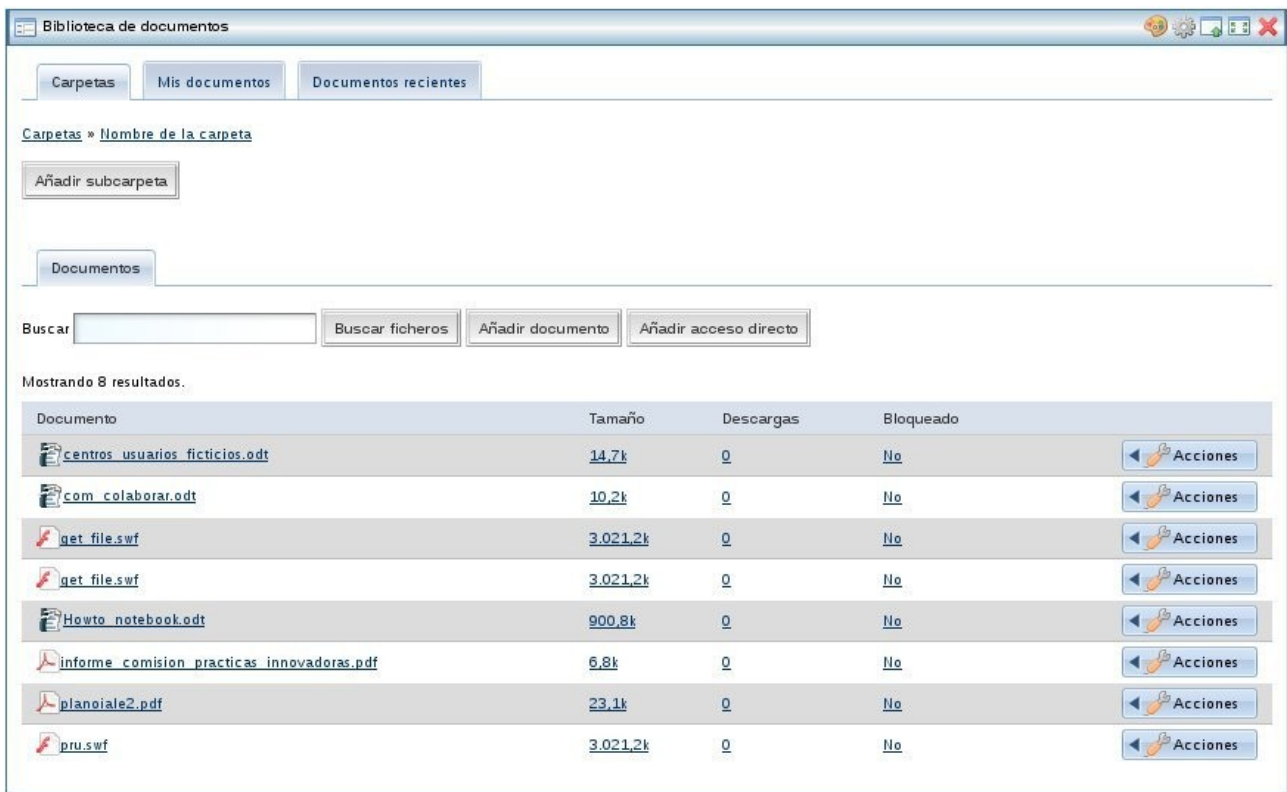 Biblioteca de documentos
Carpetas Mis documentos Documentos recientes
Carpetas » Nombre de la carpeta
Añadir subcarpeta
Documentos
Buscar Buscar ficheros Añadir documento Añadir acceso directo
Mostrando 8 resultados.
Documento Tamaño Descargas Bloqueado
centros_usuarios_ficticios.odt 14,7k 0 No Acciones
com_colaborar.odt 10,2k 0 No Acciones
get_file.swf 3.021,2k 0 No Acciones
get_file.swf 3.021,2k 0 No Acciones
Howto_notebook.odt 900,8k 0 No Acciones
informe_comision_practicas_innovadoras.pdf 6,8k 0 No Acciones
planoiale2.pdf 23,1k 0 No Acciones
pru.swf 3.021,2k 0 No Acciones